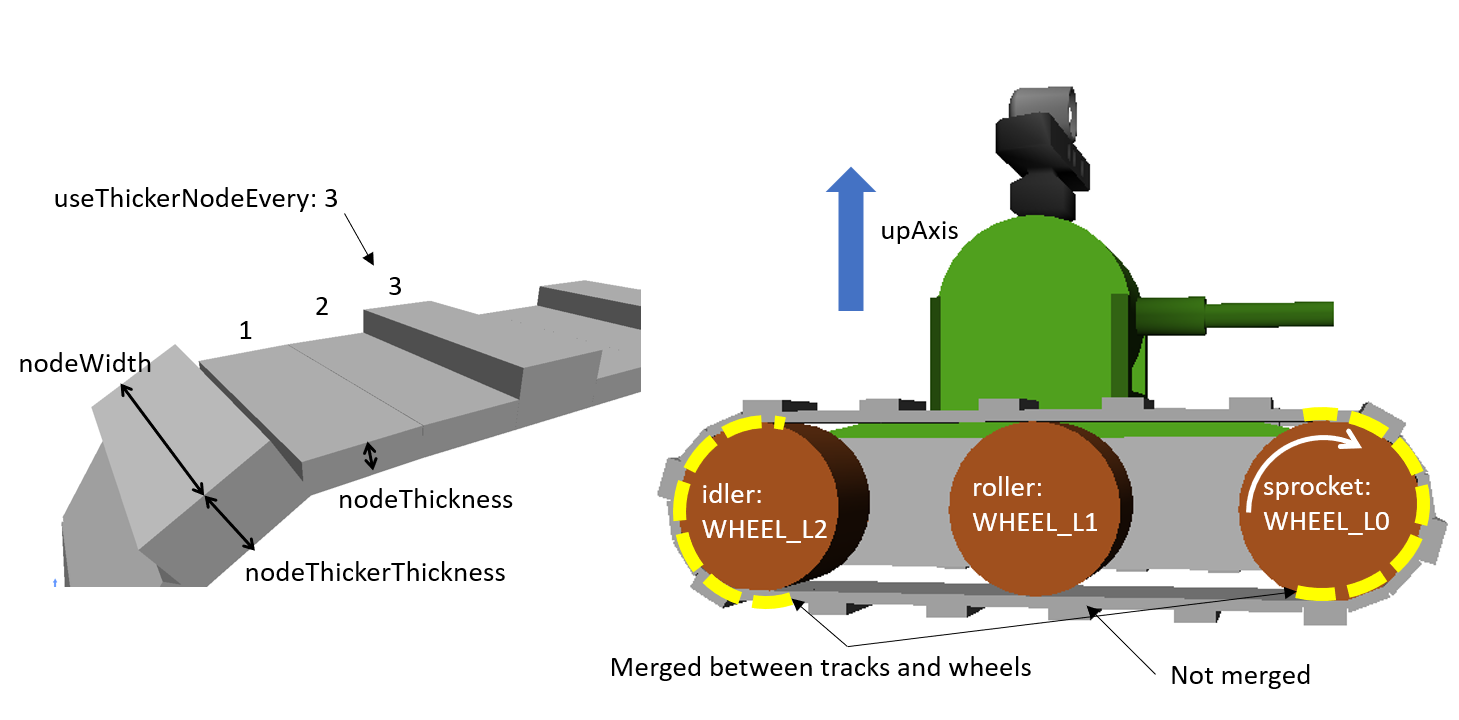 useThickerNodeEvery: 3
3
2
1
nodeWidth
nodeThickness
nodeThickerThickness
upAxis
idler:
WHEEL_L2
roller:
WHEEL_L1
sprocket:
WHEEL_L0
Merged between tracks and wheels
Not merged